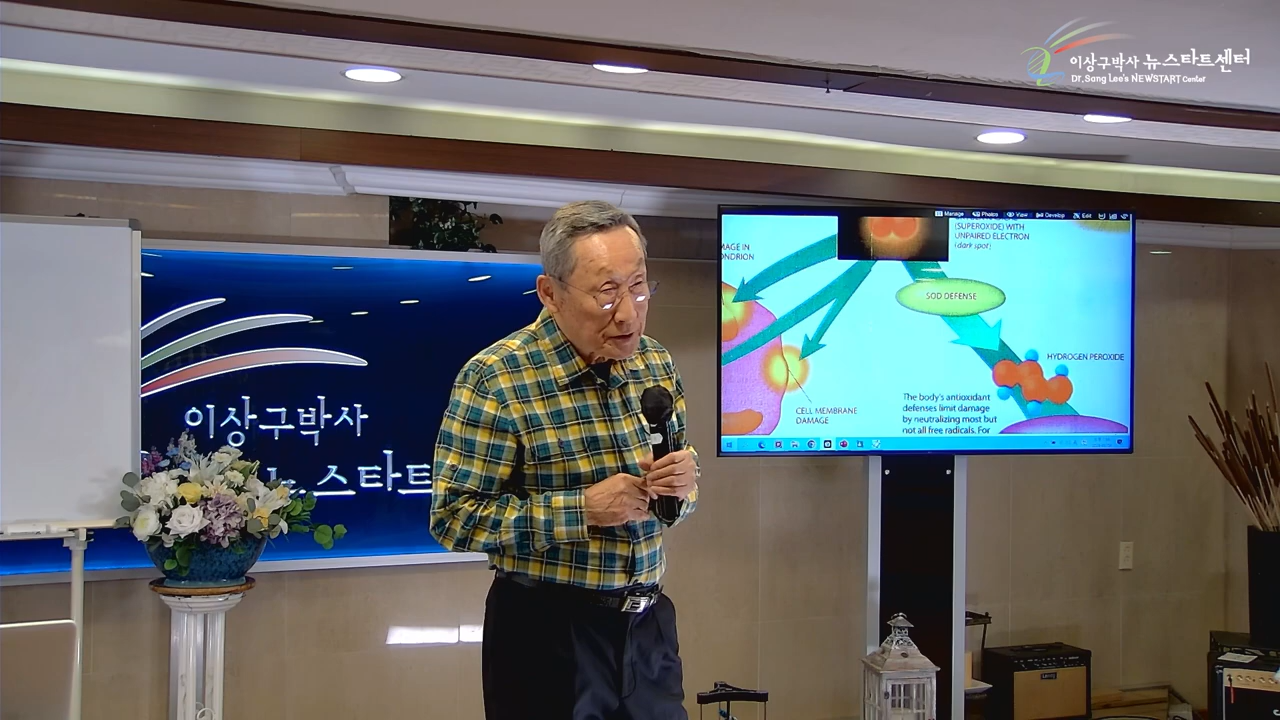 이상구박사 뉴스타트센터
Dr. Sang Lee's NEWSTART Center
이상구박사
뉴스타트
Manage Photos View Develop Edit
(SUPEROXIDE) WITH
UNPAIRED ELECTRON
(dark spot)
SOD DEFENSE
HYDROGEN PEROXIDE
CELL MEMBRANE
DAMAGE
The body's antioxidant
defenses limit damage
by neutralizing most but
not all free radicals. For
Laney